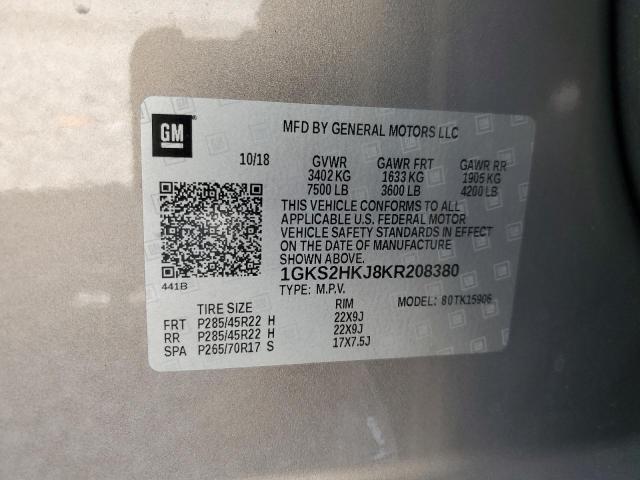 GM
MFD BY GENERAL MOTORS LLC
10/18 GVWR GAWR FRT GAWR RR
3402 KG 1633 KG 1905 KG
7500 LB 3600 LB 4200 LB
THIS VEHICLE CONFORMS TO ALL
APPLICABLE U.S. FEDERAL MOTOR
VEHICLE SAFETY STANDARDS IN EFFECT
ON THE DATE OF MANUFACTURE
SHOWN ABOVE.
1GKS2HKJ8KR208380
441B
TYPE: M.P.V. MODEL: 80TK15906
TIRE SIZE RIM
FRT P285/45R22 H 22X9J
RR P285/45R22 H 22X9J
SPA P265/70R17 S 17X7.5J